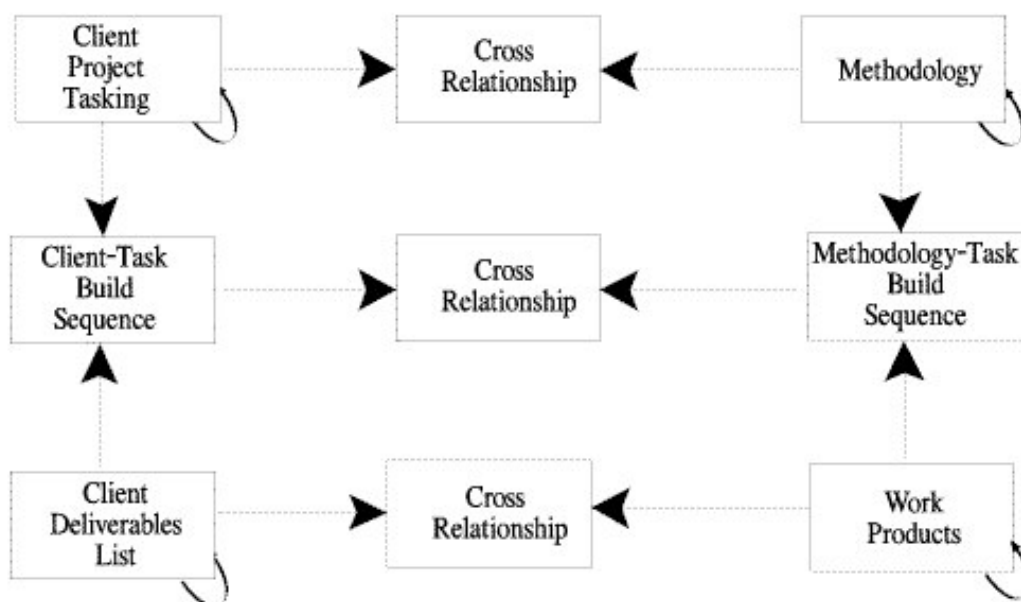 Client
Project
Tasking
Cross
Relationship
Methodology
Client-Task
Build
Sequence
Cross
Relationship
Methodology-Task
Build
Sequence
Client
Deliverables
List
Cross
Relationship
Work
Products